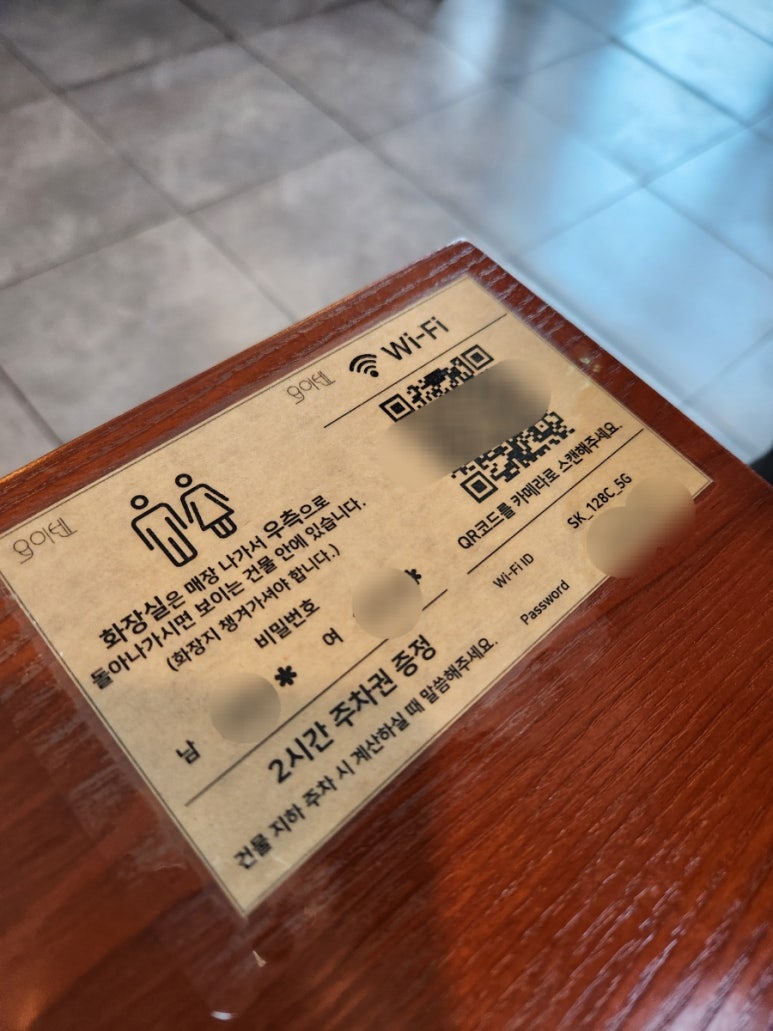 화장실은 매장 나가서 우측으로
돌아나가시면 보이는 건물 안에 있습니다.
(화장지 챙겨가셔야 합니다.)
비밀번호
남 * 여 *
2시간 주차권 증정
건물 지하 주차 시 계산하실 때 말씀해주세요.
Wi-Fi
QR코드를 카메라로 스캔해주세요.
Wi-Fi ID SK_128C_5G
Password